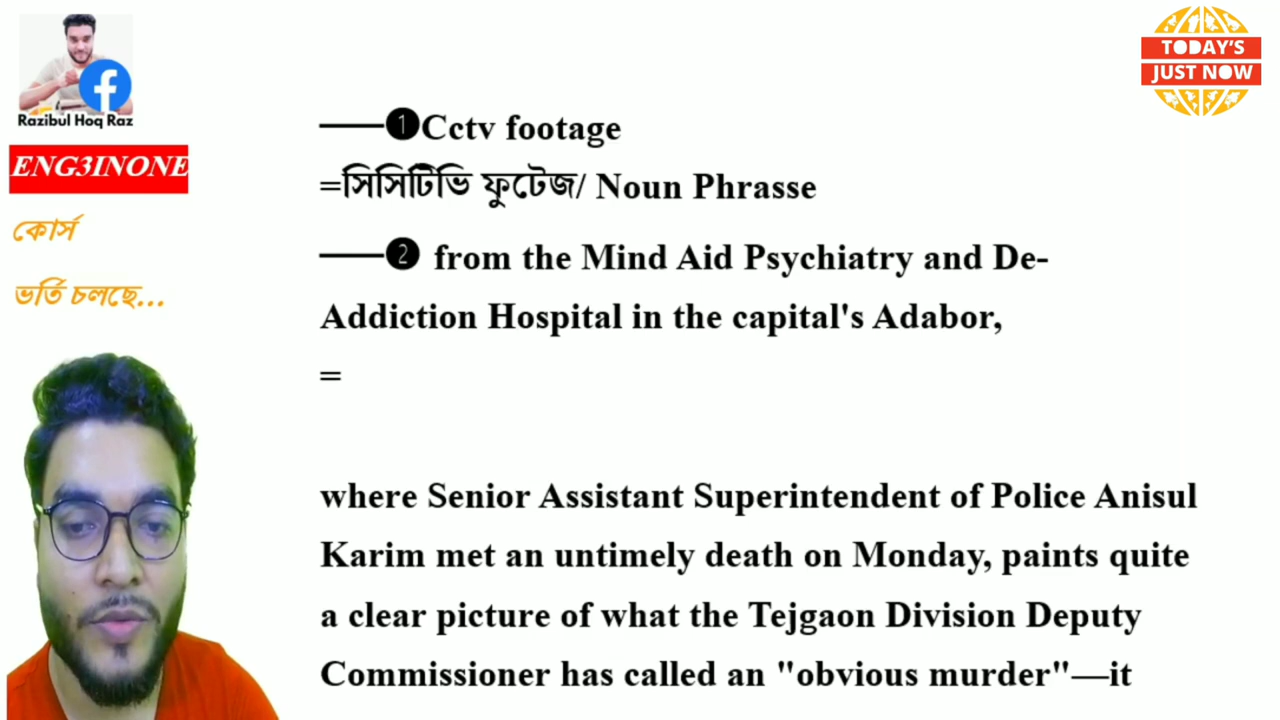 Razibul Hoq Raz
ENG3INONE
কোর্স
ভর্তি চলছে...
TODAY'S
JUST NOW
——❶Cctv footage
=সিসিটিভি ফুটেজ/ Noun Phrasse
——❷ from the Mind Aid Psychiatry and De-
Addiction Hospital in the capital's Adabor,
=
where Senior Assistant Superintendent of Police Anisul
Karim met an untimely death on Monday, paints quite
a clear picture of what the Tejgaon Division Deputy
Commissioner has called an "obvious murder"—it